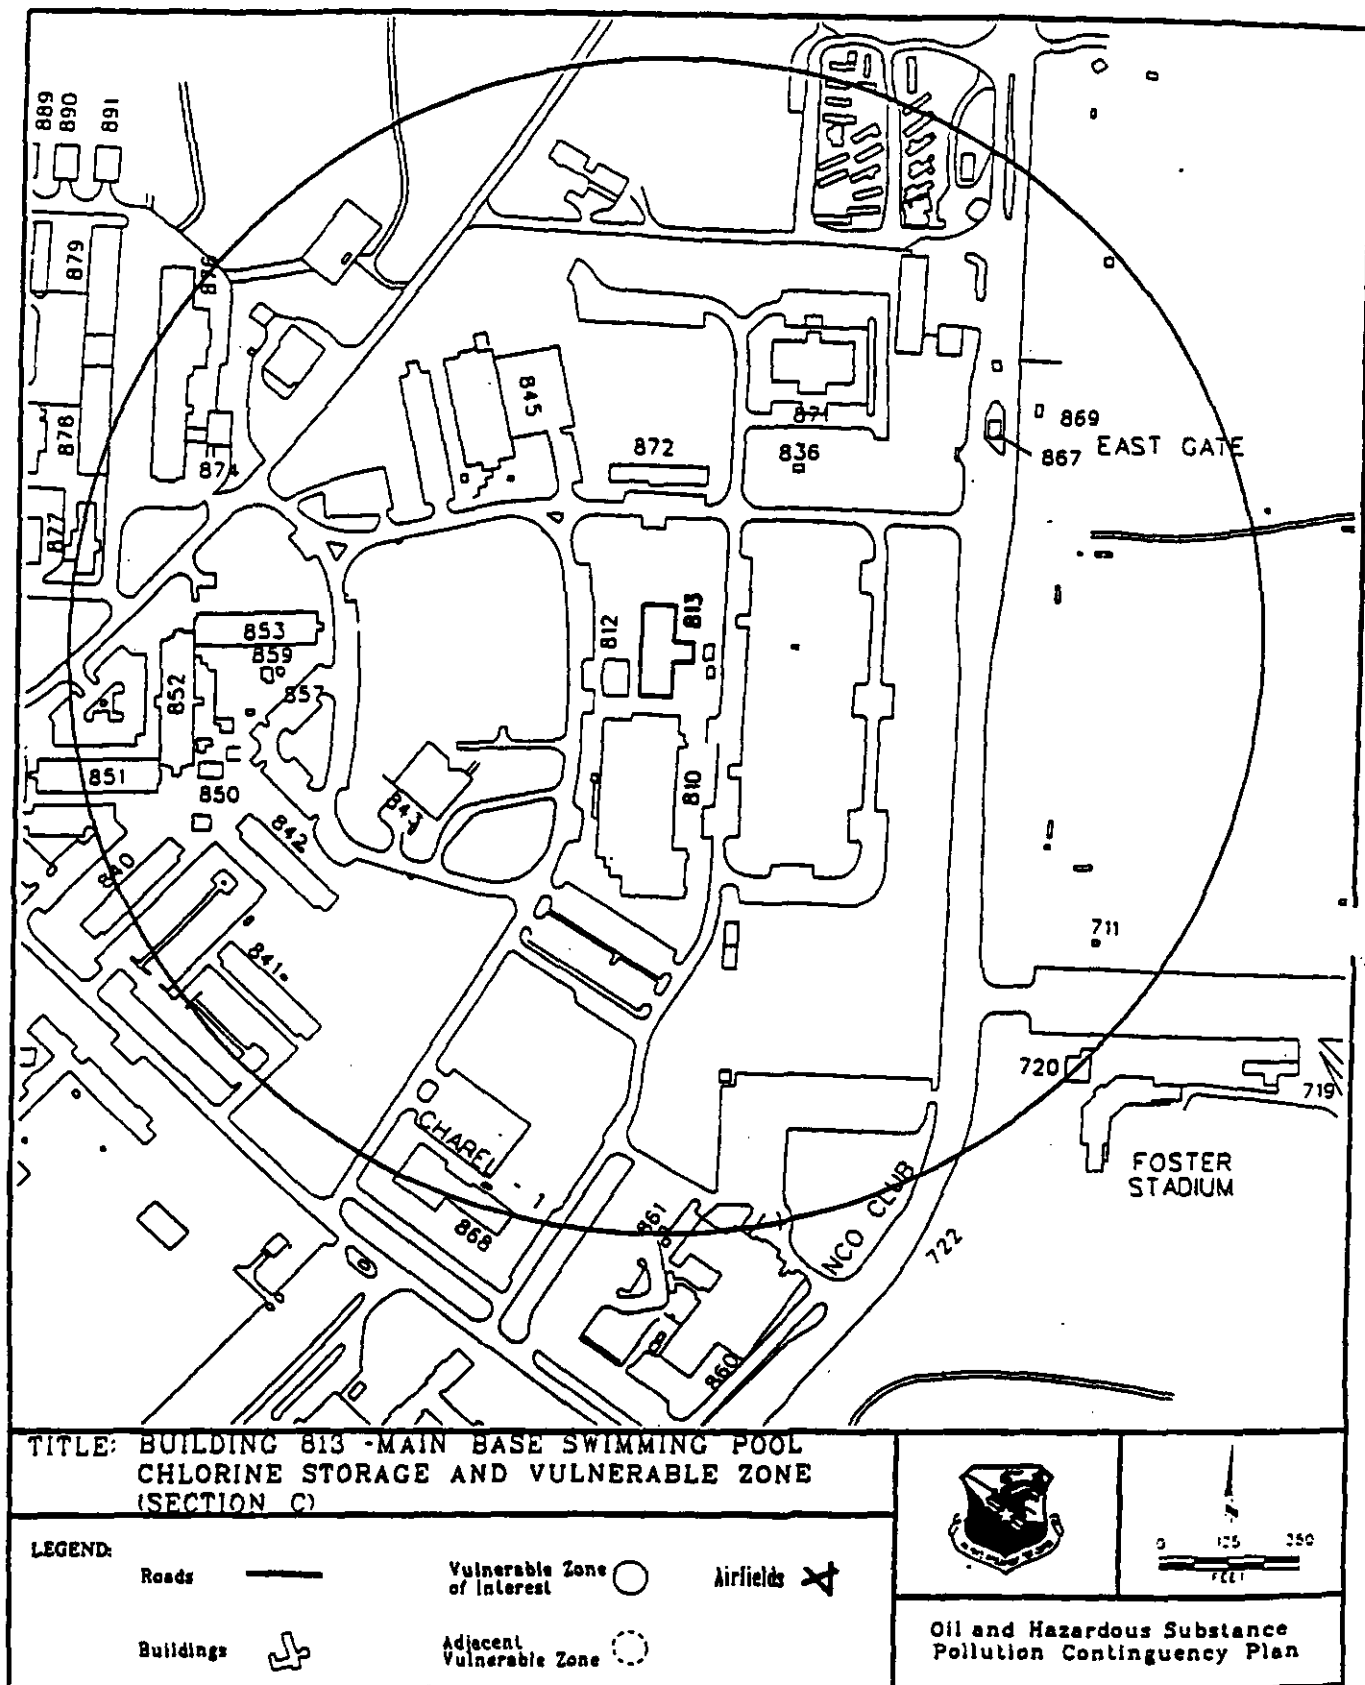 889
890
891
879
876
878
874
877
845
872
871
836
869
867
EAST GATE
853
859
852
857
851
850
812
813
810
843
842
840
841
711
720
719
FOSTER
STADIUM
CHAPEL - 1
868
861
NCO CLUB
722
860
TITLE: BUILDING 813 -MAIN BASE SWIMMING POOL
CHLORINE STORAGE AND VULNERABLE ZONE
(SECTION C)
LEGEND:
Roads
Vulnerable Zone
of Interest
Airfields
Buildings
Adjacent
Vulnerable Zone
0 125 250
FEET
Oil and Hazardous Substance
Pollution Continguency Plan